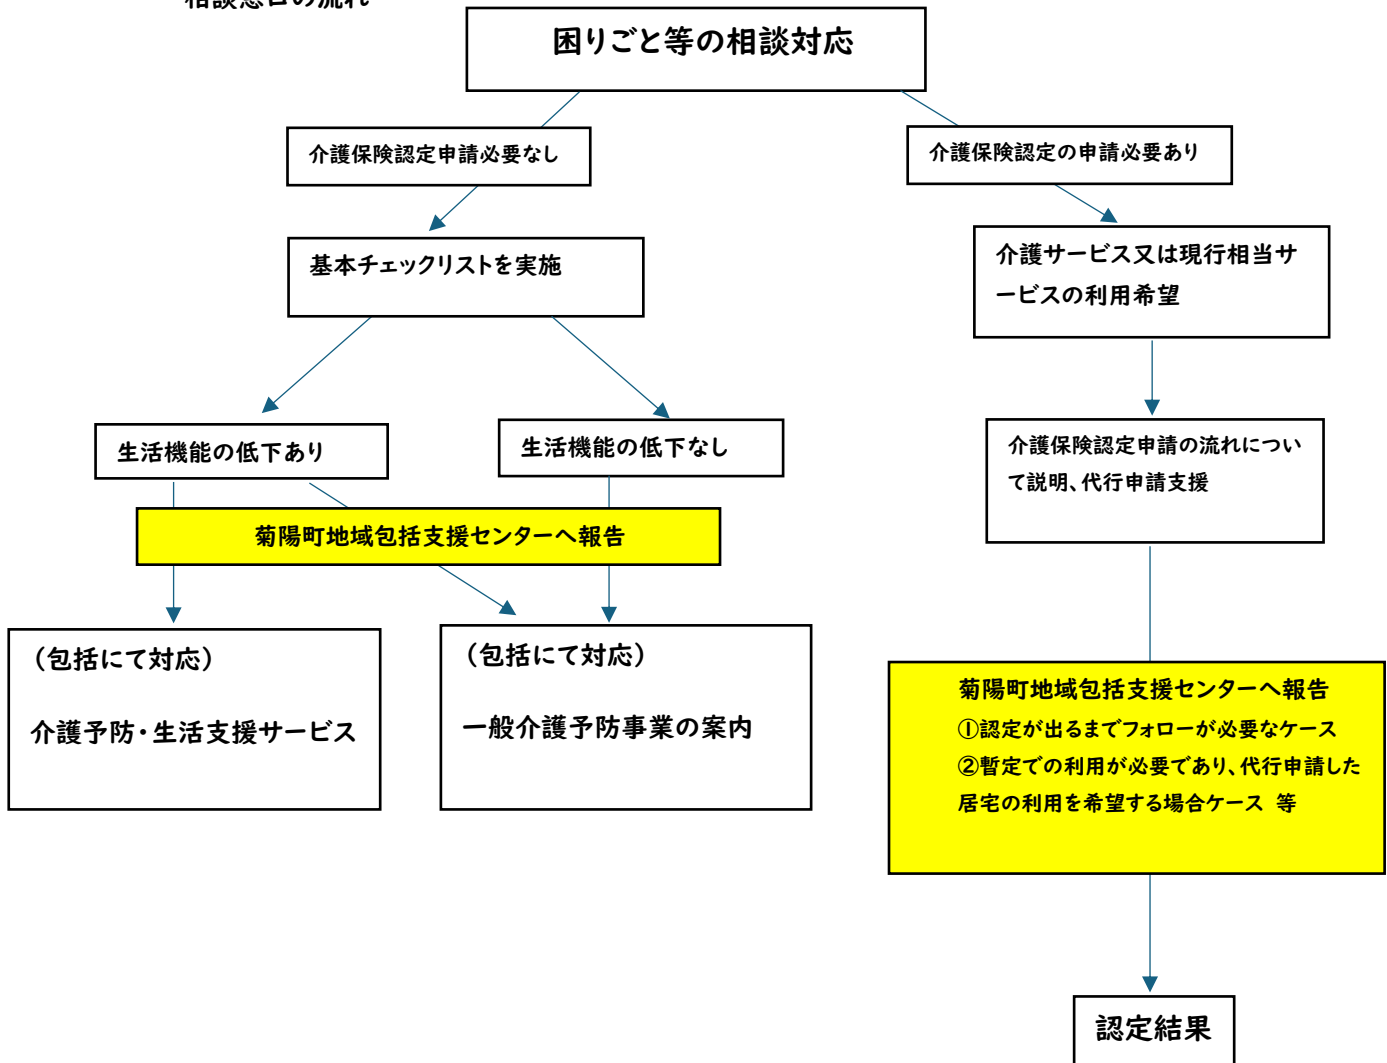 相談窓口の流れ
困りごと等の相談対応
介護保険認定申請必要なし
介護保険認定の申請必要あり
基本チェックリストを実施
介護サービス又は現行相当サ
ービスの利用希望
生活機能の低下あり
生活機能の低下なし
介護保険認定申請の流れについ
て説明、代行申請支援
菊陽町地域包括支援センターへ報告
（包括にて対応）
介護予防・生活支援サービス
（包括にて対応）
一般介護予防事業の案内
菊陽町地域包括支援センターへ報告
①認定が出るまでフォローが必要なケース
②暫定での利用が必要であり、代行申請した
居宅の利用を希望する場合ケース 等
認定結果